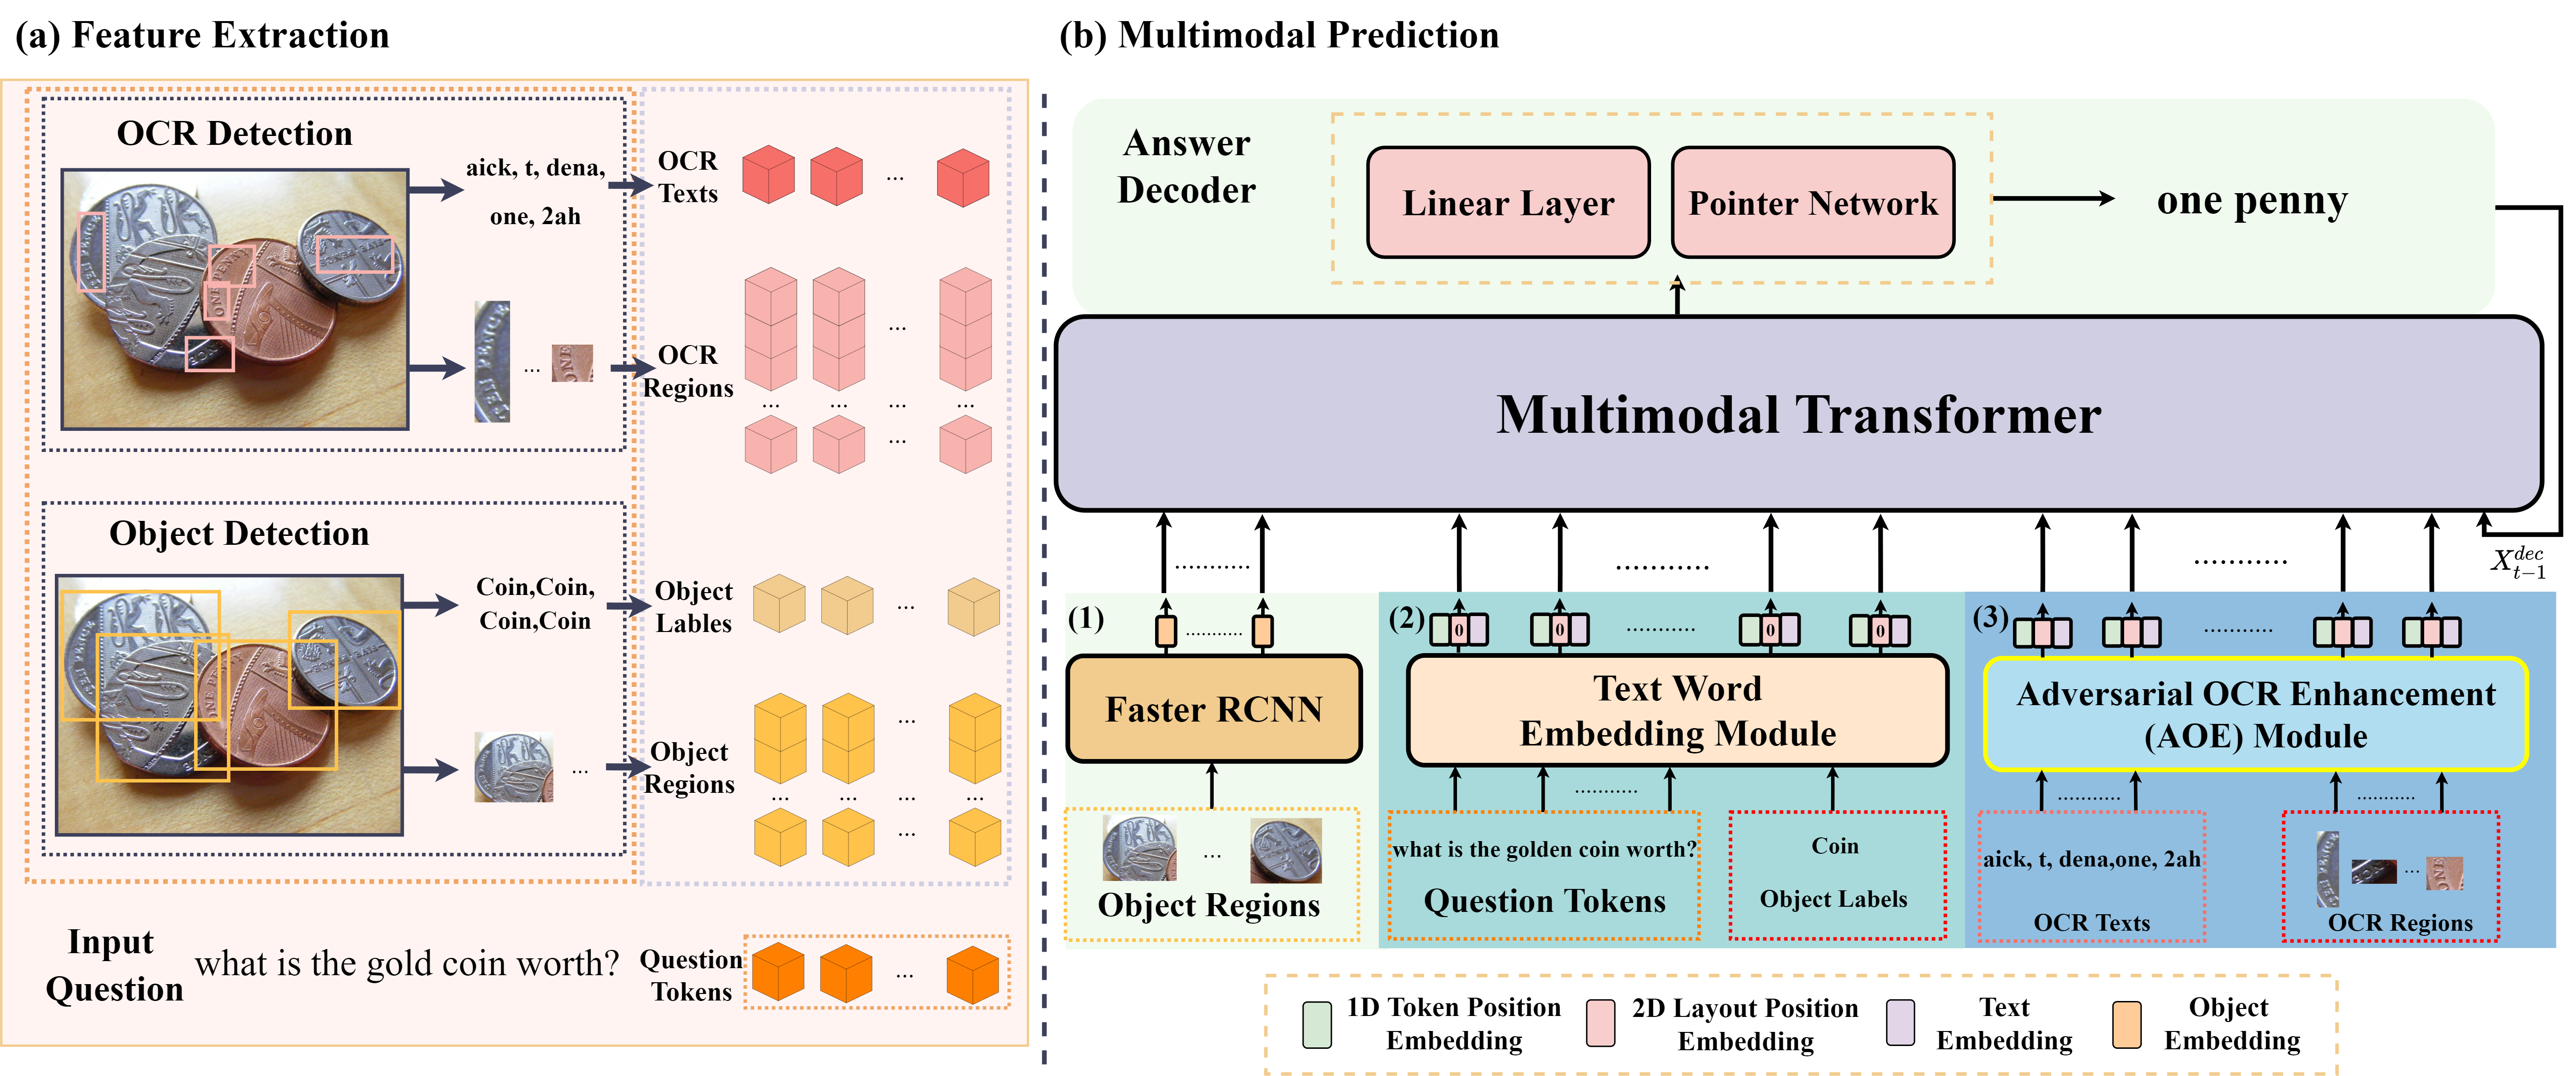 (a) Feature Extraction
OCR Detection
aick, t, dena,
one, 2ah
...
OCR
Texts
...
OCR
Regions
...
... ... ... ...
...
Object Detection
Coin,Coin,
Coin,Coin
Object
Lables
...
...
Object
Regions
...
... ... ... ...
...
Input
Question
what is the gold coin worth?
Question
Tokens
...
(b) Multimodal Prediction
Answer
Decoder
Linear Layer
Pointer Network
one penny
Multimodal Transformer
........... ........... ...........
X_{t-1}^{dec}
(1)
...........
Faster RCNN
...
Object Regions
(2)
0 0 ........... 0 0
Text Word
Embedding Module
...........
what is the golden coin worth?
Question Tokens
Coin
Object Labels
(3)
...........
Adversarial OCR Enhancement
(AOE) Module
........... ...........
aick, t, dena,one, 2ah
OCR Texts
...
OCR Regions
1D Token Position
Embedding
2D Layout Position
Embedding
Text
Embedding
Object
Embedding